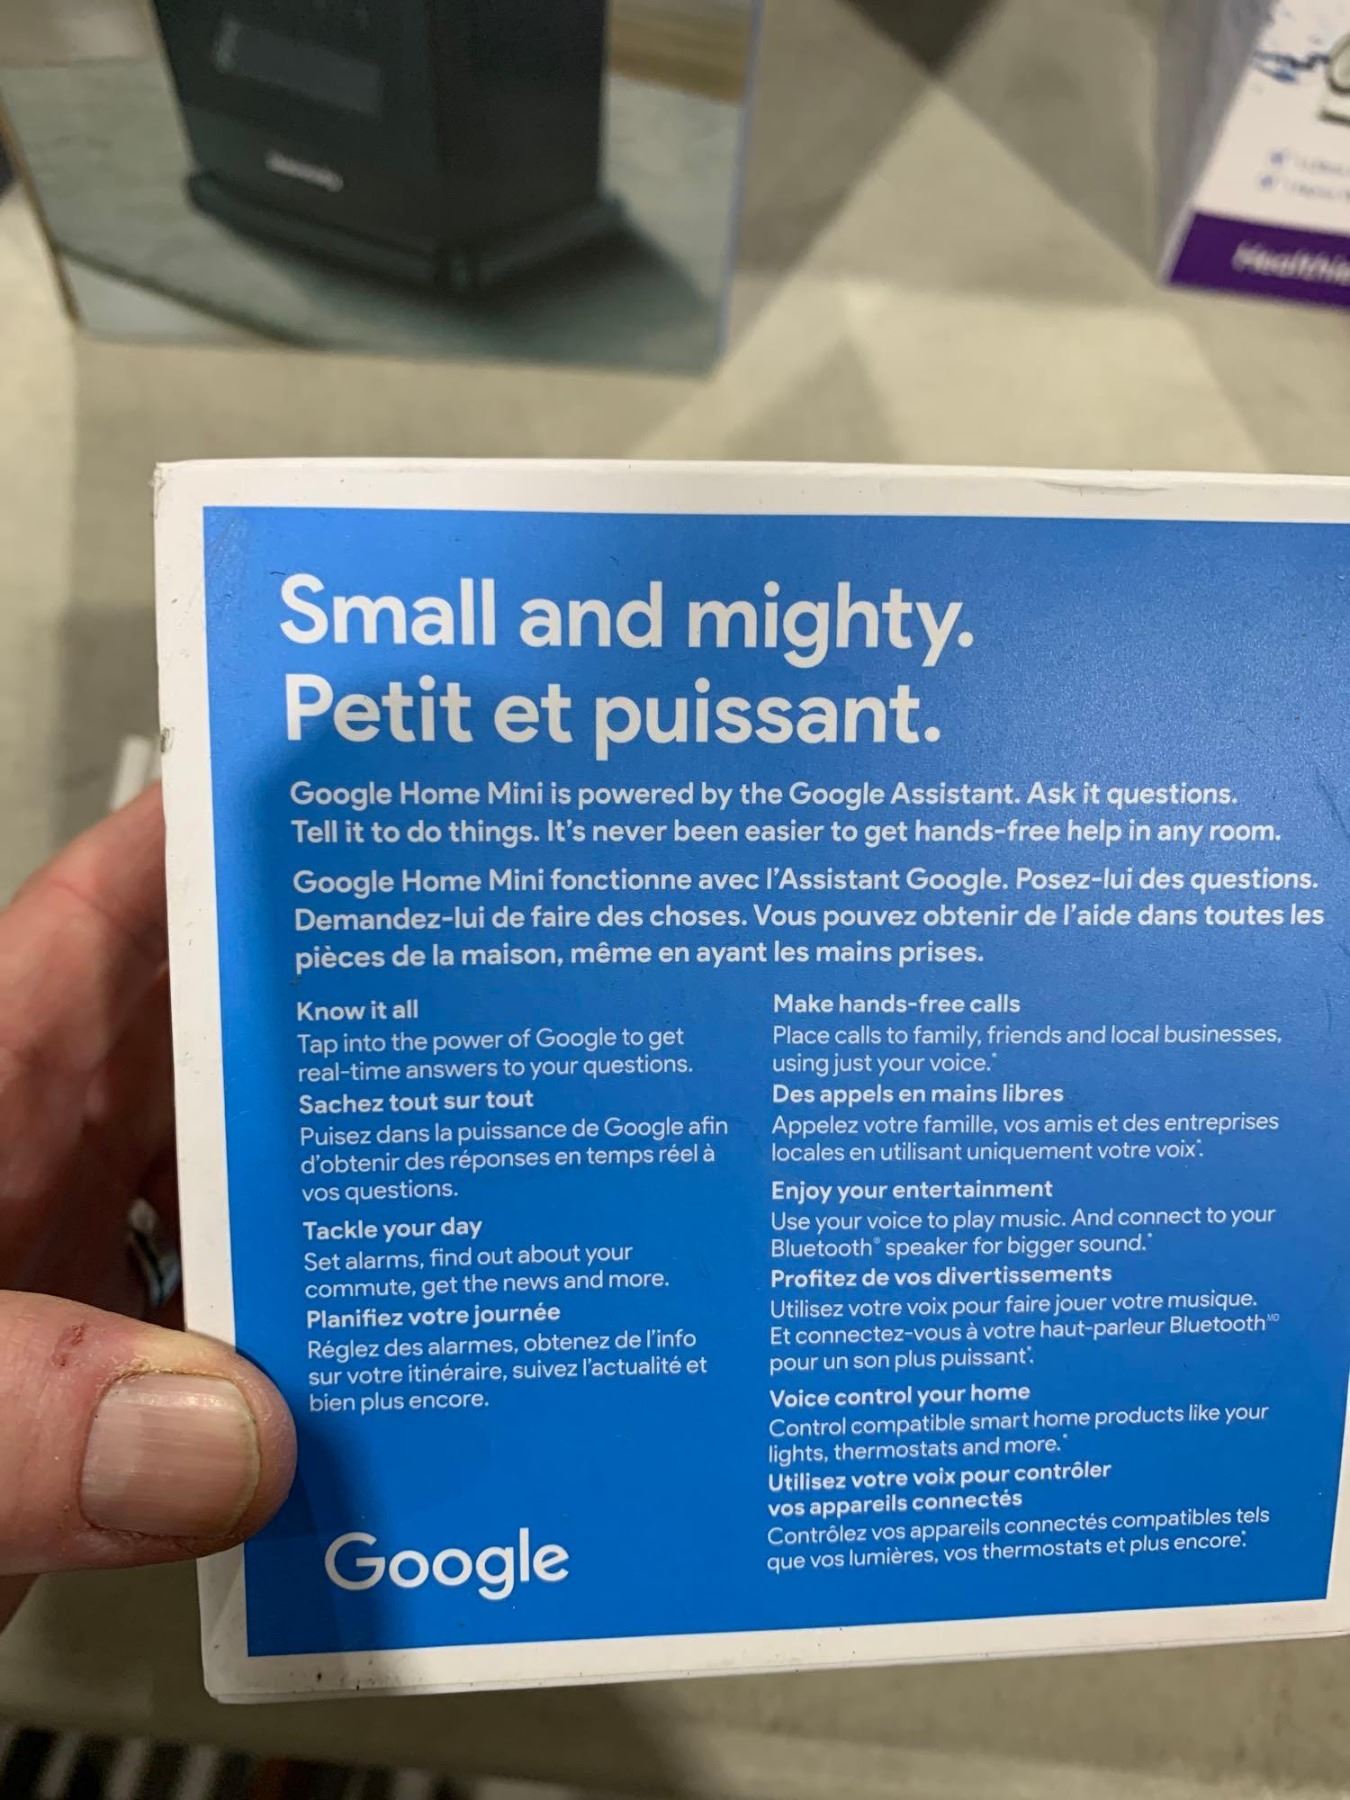 Small and mighty.
Petit et puissant.
Google Home Mini is powered by the Google Assistant. Ask it questions.
Tell it to do things. It's never been easier to get hands-free help in any room.
Google Home Mini fonctionne avec l'Assistant Google. Posez-lui des questions.
Demandez-lui de faire des choses. Vous pouvez obtenir de l'aide dans toutes les
pièces de la maison, même en ayant les mains prises.
Know it all
Tap into the power of Google to get
real-time answers to your questions.
Sachez tout sur tout
Puisez dans la puissance de Google afin
d'obtenir des réponses en temps réel à
vos questions.
Tackle your day
Set alarms, find out about your
commute, get the news and more.
Planifiez votre journée
Réglez des alarmes, obtenez de l'info
sur votre itinéraire, suivez l'actualité et
bien plus encore.
Make hands-free calls
Place calls to family, friends and local businesses,
using just your voice.*
Des appels en mains libres
Appelez votre famille, vos amis et des entreprises
locales en utilisant uniquement votre voix*.
Enjoy your entertainment
Use your voice to play music. And connect to your
Bluetooth® speaker for bigger sound.*
Profitez de vos divertissements
Utilisez votre voix pour faire jouer votre musique.
Et connectez-vous à votre haut-parleur Bluetooth MD
pour un son plus puissant*.
Voice control your home
Control compatible smart home products like your
lights, thermostats and more.*
Utilisez votre voix pour contrôler
vos appareils connectés
Contrôlez vos appareils connectés compatibles tels
que vos lumières, vos thermostats et plus encore*.
Google